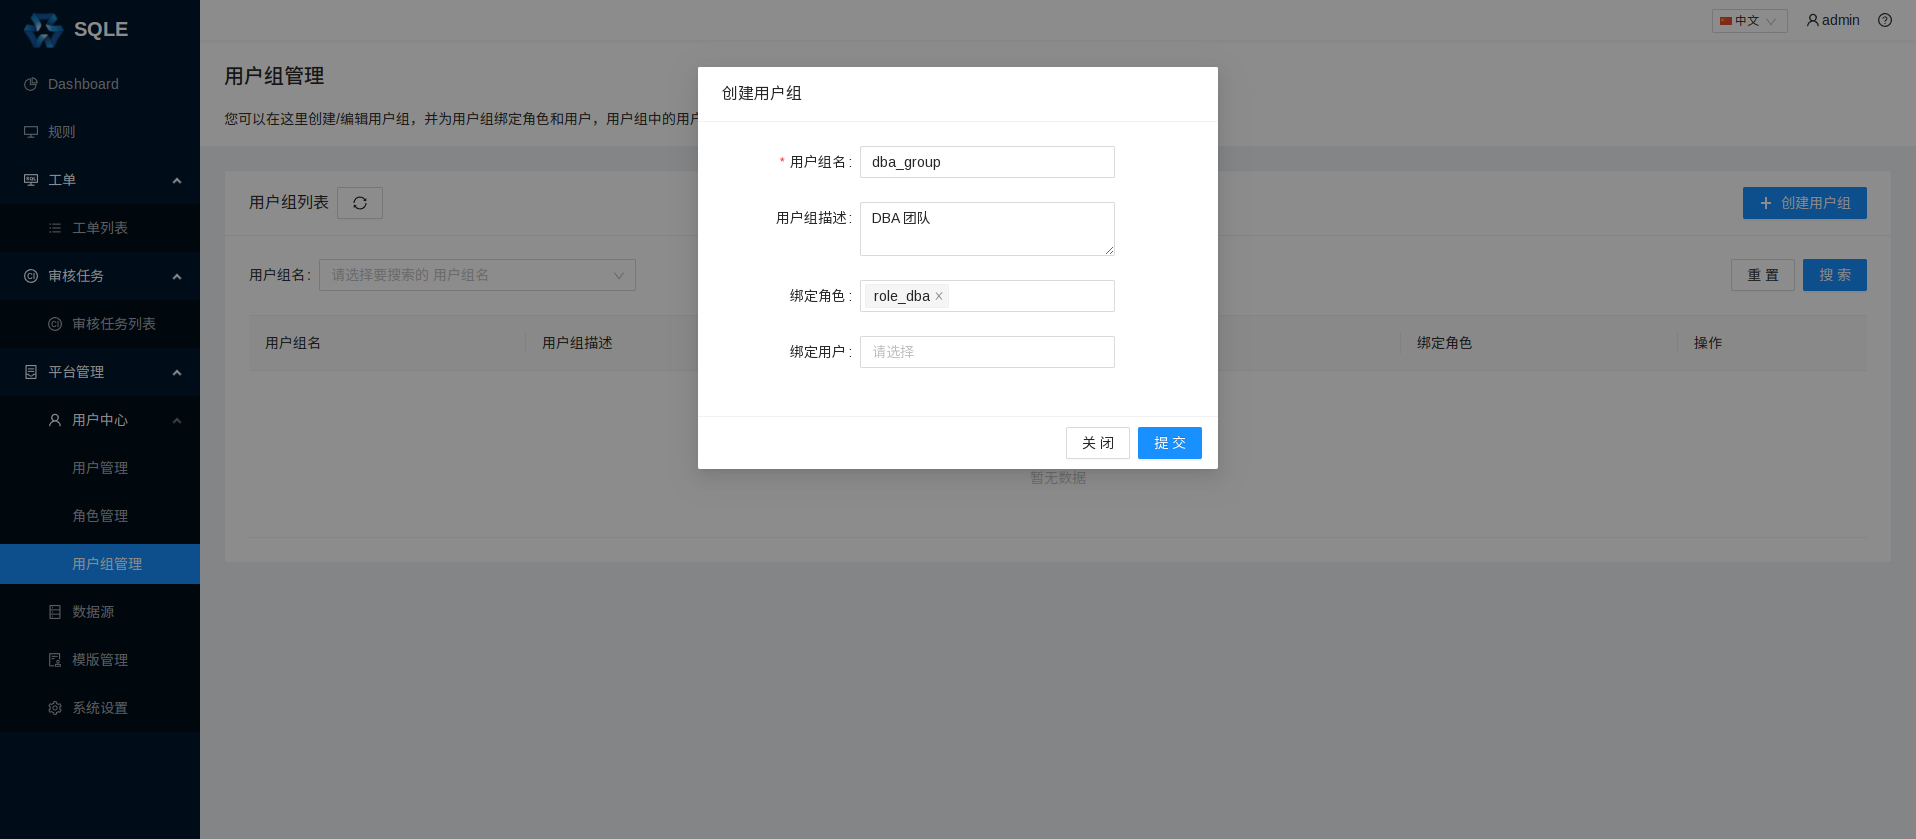 SQLE
Dashboard
规则
工单
工单列表
审核任务
审核任务列表
平台管理
用户中心
用户管理
角色管理
用户组管理
数据源
模版管理
系统设置
中文
admin
用户组管理
您可以在这里创建/编辑用户组，并为用户组绑定角色和用户，用户组中的用户
用户组列表
创建用户组
用户组名:
请选择要搜索的 用户组名
重 置
搜 索
用户组名
用户组描述
绑定角色
操作
暂无数据
创建用户组
* 用户组名:
dba_group
用户组描述:
DBA 团队
绑定角色:
role_dba
绑定用户:
请选择
关 闭
提 交